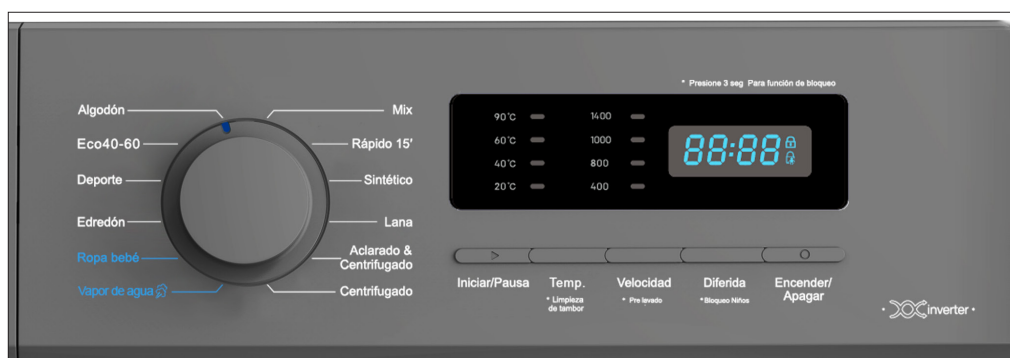 * Presione 3 seg Para función de bloqueo
Algodón
Eco40-60
Deporte
Edredón
Ropa bebé
Vapor de agua
Mix
Rápido 15'
Sintético
Lana
Aclarado &
Centrifugado
Centrifugado
90°C
60°C
40°C
20°C
1400
1000
800
400
88:88
Iniciar/Pausa
Temp.
* Limpieza
de tambor
Velocidad
* Pre lavado
Diferida
*Bloqueo Niños
Encender/
Apagar
inverter